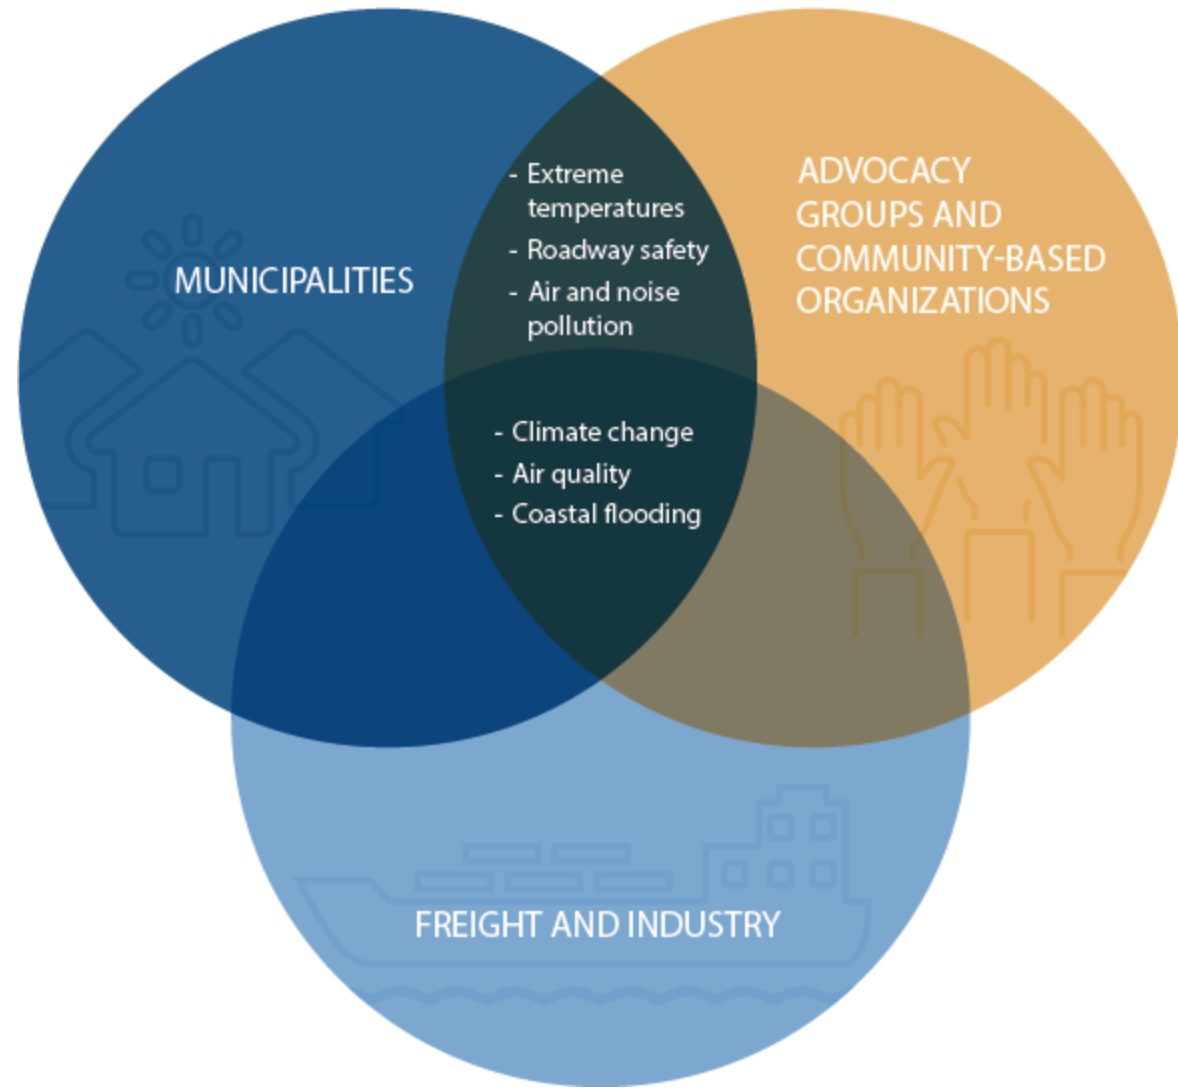 MUNICIPALITIES
- Extreme
temperatures
- Roadway safety
- Air and noise
pollution
ADVOCACY
GROUPS AND
COMMUNITY-BASED
ORGANIZATIONS
- Climate change
- Air quality
- Coastal flooding
FREIGHT AND INDUSTRY